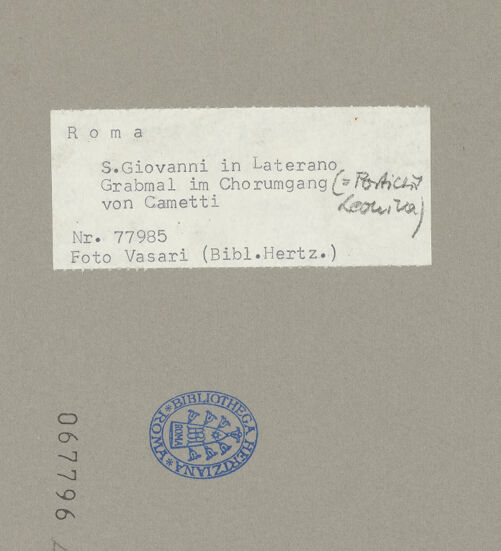 Roma
S.Giovanni in Laterano
Grabmal im Chorumgang (= Porticus
von Cametti Leonina)
Nr. 77985
Foto Vasari (Bibl.Hertz.)
BIBLIOTHECA HERTZIANA * ROMA *
ROMA
067796